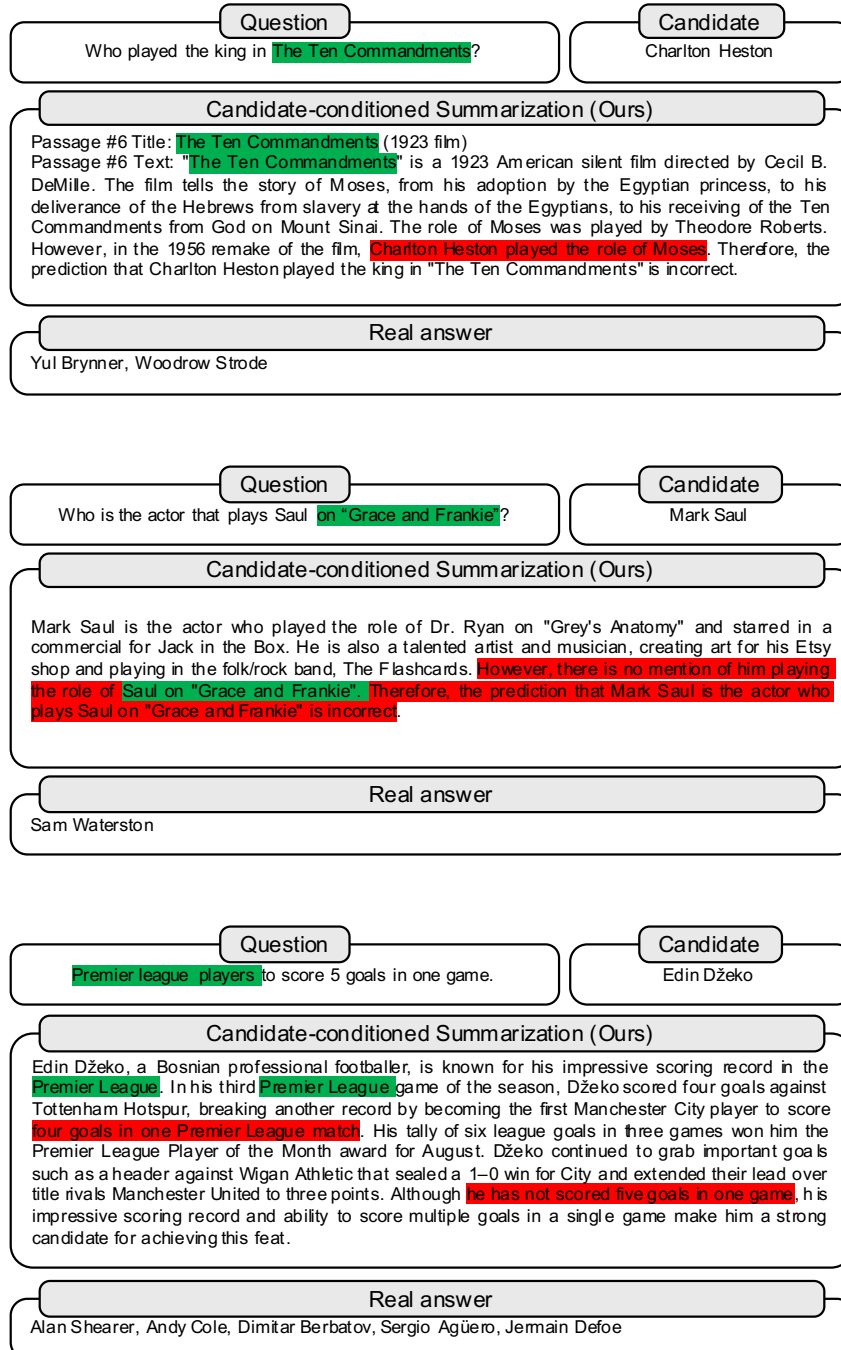 Question
Candidate
Who played the king in The Ten Commandments?
Charlton Heston
Candidate-conditioned Summarization (Ours)
Passage #6 Title: The Ten Commandments (1923 film)
Passage #6 Text: "The Ten Commandments" is a 1923 American silent film directed by Cecil B.
DeMille. The film tells the story of Moses, from his adoption by the Egyptian princess, to his
deliverance of the Hebrews from slavery at the hands of the Egyptians, to his receiving of the Ten
Commandments from God on Mount Sinai. The role of Moses was played by Theodore Roberts.
However, in the 1956 remake of the film, Charlton Heston played the role of Moses. Therefore, the
prediction that Charlton Heston played the king in "The Ten Commandments" is incorrect.
Real answer
Yul Brynner, Woodrow Strode
Question
Candidate
Who is the actor that plays Saul on “Grace and Frankie”?
Mark Saul
Candidate-conditioned Summarization (Ours)
Mark Saul is the actor who played the role of Dr. Ryan on "Grey's Anatomy" and starred in a
commercial for Jack in the Box. He is also a talented artist and musician, creating art for his Etsy
shop and playing in the folk/rock band, The Flashcards. However, there is no mention of him playing
the role of Saul on "Grace and Frankie". Therefore, the prediction that Mark Saul is the actor who
plays Saul on "Grace and Frankie" is incorrect.
Real answer
Sam Waterston
Question
Candidate
Premier league players to score 5 goals in one game.
Edin Džeko
Candidate-conditioned Summarization (Ours)
Edin Džeko, a Bosnian professional footballer, is known for his impressive scoring record in the
Premier League. In his third Premier League game of the season, Džeko scored four goals against
Tottenham Hotspur, breaking another record by becoming the first Manchester City player to score
four goals in one Premier League match. His tally of six league goals in three games won him the
Premier League Player of the Month award for August. Džeko continued to grab important goals
such as a header against Wigan Athletic that sealed a 1–0 win for City and extended their lead over
title rivals Manchester United to three points. Although he has not scored five goals in one game, his
impressive scoring record and ability to score multiple goals in a single game make him a strong
candidate for achieving this feat.
Real answer
Alan Shearer, Andy Cole, Dimitar Berbatov, Sergio Agüero, Jermain Defoe